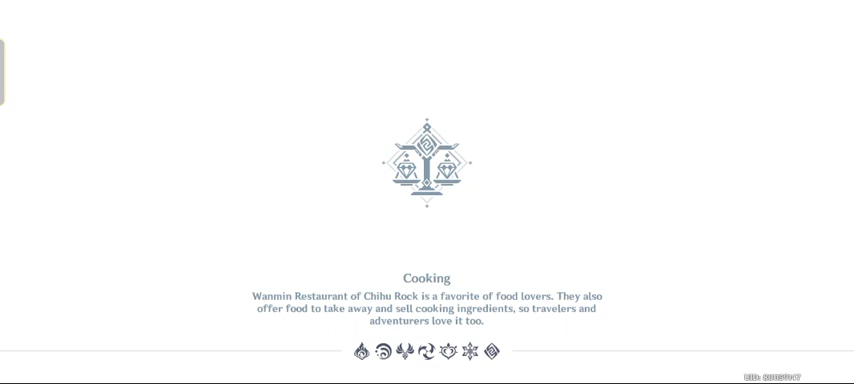 Cooking
Wanmin Restaurant of Chihu Rock is a favorite of food lovers. They also
offer food to take away and sell cooking ingredients, so travelers and
adventurers love it too.